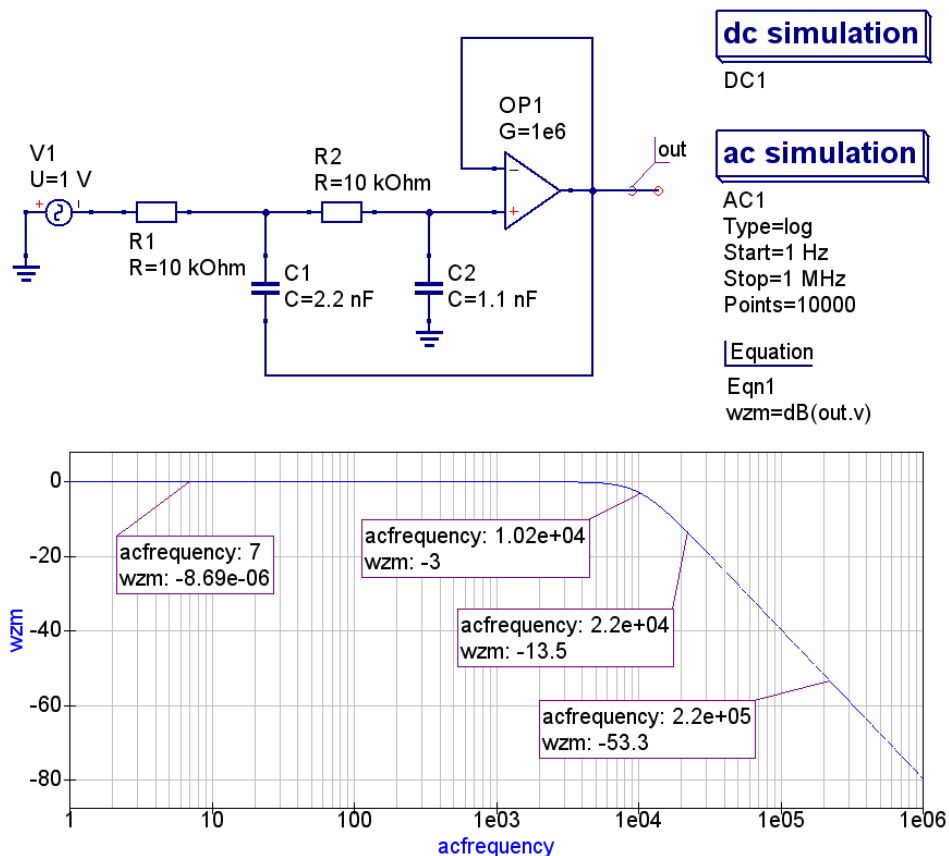 dc simulation
DC1
OP1
G=1e6
out
V1
U=1 V
R2
R=10 kOhm
R1
R=10 kOhm
C1
C=2.2 nF
C2
C=1.1 nF
ac simulation
AC1
Type=log
Start=1 Hz
Stop=1 MHz
Points=10000
Equation
Eqn1
wzm=dB(out.v)
wzm
0
-20
-40
-60
-80
acfrequency: 7
wzm: -8.69e-06
acfrequency: 1.02e+04
wzm: -3
acfrequency: 2.2e+04
wzm: -13.5
acfrequency: 2.2e+05
wzm: -53.3
1 10 100 1e03 1e04 1e05 1e06
acfrequency